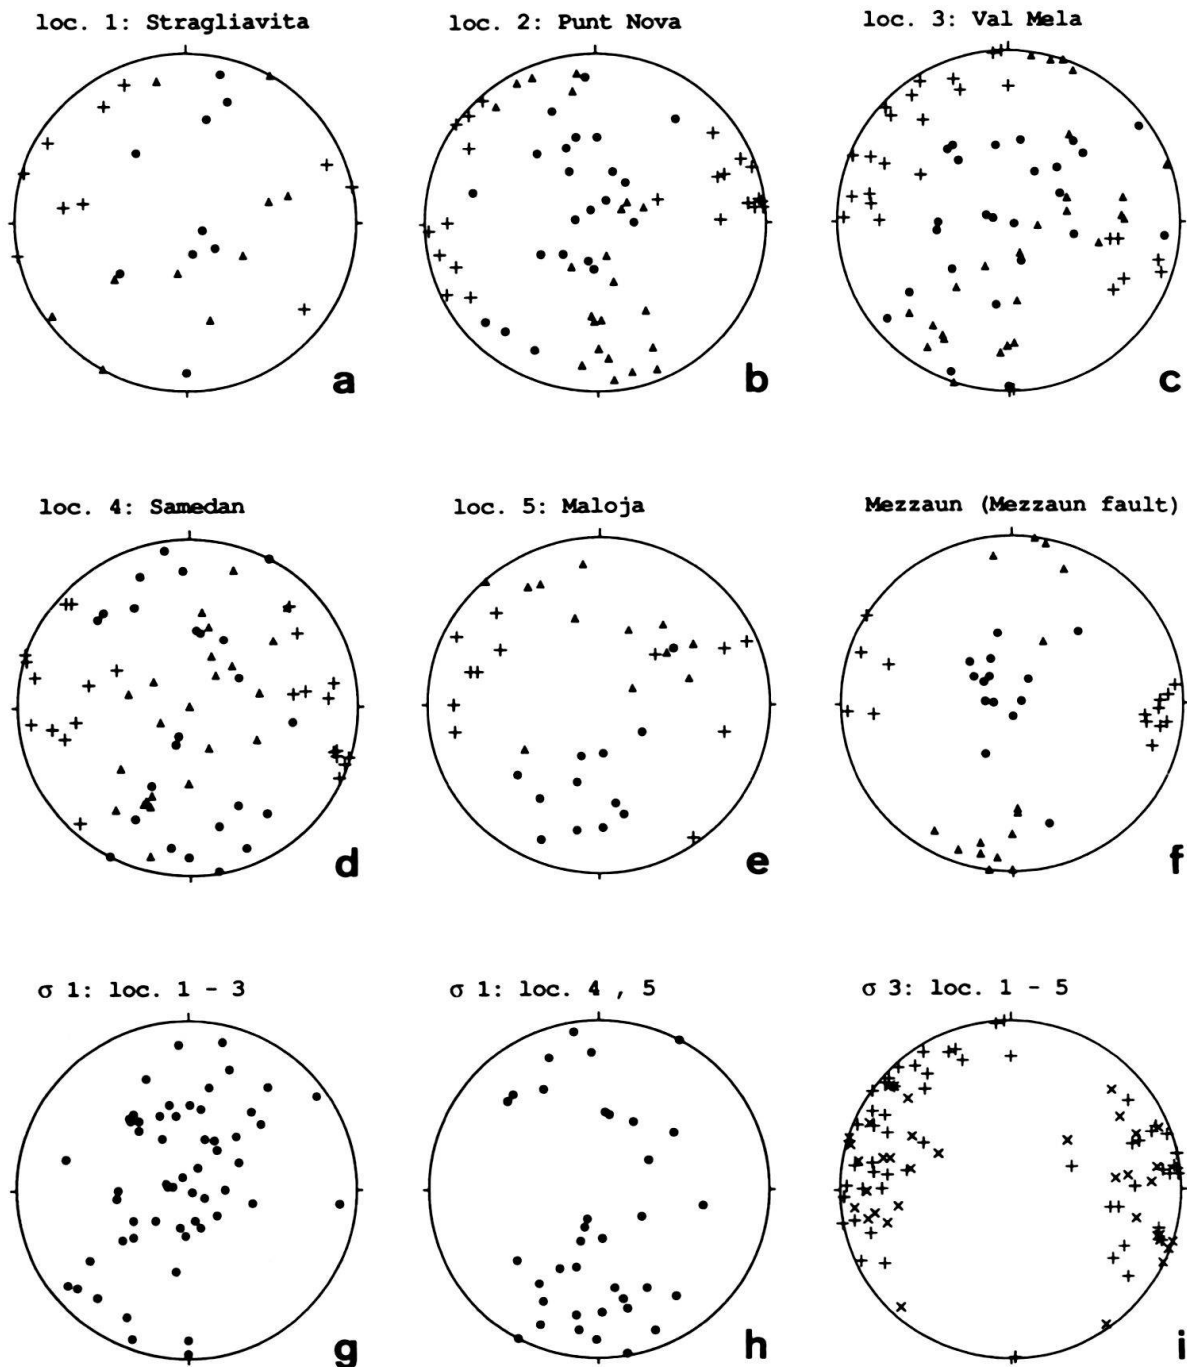 loc. 1: Stragliavita
loc. 2: Punt Nova
loc. 3: Val Mela
a
b
c
loc. 4: Samedan
loc. 5: Maloja
Mezzaun (Mezzaun fault)
d
e
f
σ 1: loc. 1 - 3
σ 1: loc. 4 , 5
σ 3: loc. 1 - 5
g
h
i